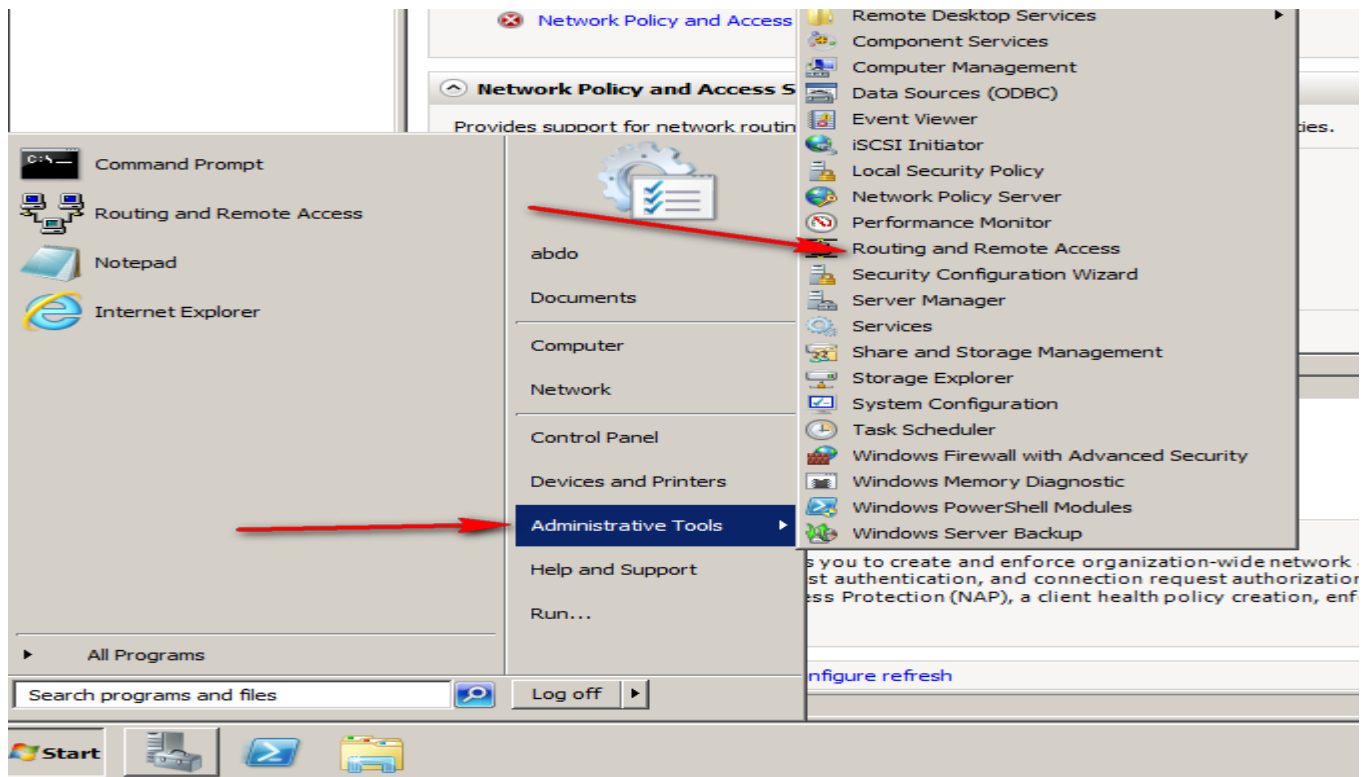 Network Policy and Access
Network Policy and Access S
Provides support for network routin
ties.
Command Prompt
Routing and Remote Access
Notepad
Internet Explorer
All Programs
Search programs and files
abdo
Documents
Computer
Network
Control Panel
Devices and Printers
Administrative Tools
Help and Support
Run...
Log off
Remote Desktop Services
Component Services
Computer Management
Data Sources (ODBC)
Event Viewer
iSCSI Initiator
Local Security Policy
Network Policy Server
Performance Monitor
Routing and Remote Access
Security Configuration Wizard
Server Manager
Services
Share and Storage Management
Storage Explorer
System Configuration
Task Scheduler
Windows Firewall with Advanced Security
Windows Memory Diagnostic
Windows PowerShell Modules
Windows Server Backup
s you to create and enforce organization-wide network
st authentication, and connection request authorization
ess Protection (NAP), a client health policy creation, enf
nfigure refresh
Start